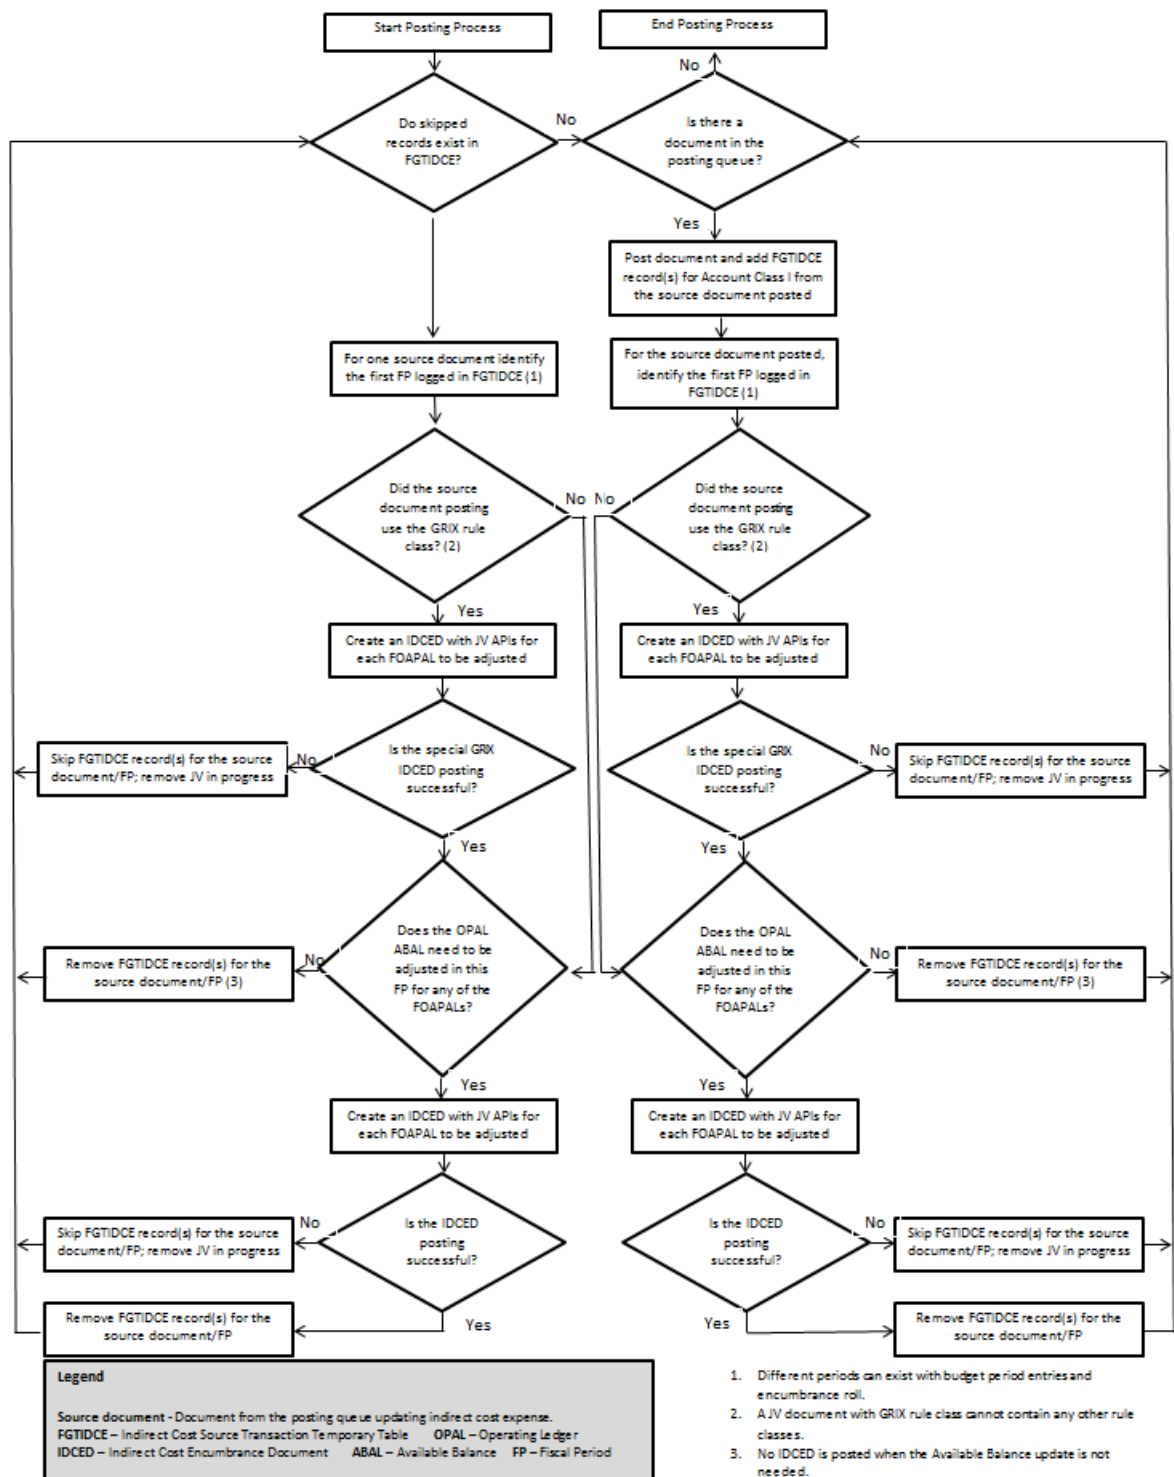 Start Posting Process
End Posting Process
No
Do skipped
records exist in
FGTIDCE?
No
Is there a
document in the
posting queue?
Yes
Post document and add FGTIDCE
record(s) for Account Class I from
the source document posted
For one source document identify
the first FP logged in FGTIDCE (1)
For the source document posted,
identify the first FP logged in
FGTIDCE (1)
Did the source
document posting
use the GRIX rule
class? (2)
No
No
Did the source
document posting
use the GRIX rule
class? (2)
Yes
Yes
Create an IDCED with JV APIs for
each FOAPAL to be adjusted
Create an IDCED with JV APIs for
each FOAPAL to be adjusted
Skip FGTIDCE record(s) for the source
document/FP; remove JV in progress
No
Is the special GRIX
IDCED posting
successful?
Is the special GRIX
IDCED posting
successful?
No
Skip FGTIDCE record(s) for the source
document/FP; remove JV in progress
Yes
Yes
Remove FGTIDCE record(s) for the
source document/FP (3)
No
Does the OPAL
ABAL need to be
adjusted in this
FP for any of the
FOAPALs?
Does the OPAL
ABAL need to be
adjusted in this
FP for any of the
FOAPALs?
No
Remove FGTIDCE record(s) for the
source document/FP (3)
Yes
Yes
Create an IDCED with JV APIs for
each FOAPAL to be adjusted
Create an IDCED with JV APIs for
each FOAPAL to be adjusted
Skip FGTIDCE record(s) for the source
document/FP; remove JV in progress
No
Is the IDCED
posting
successful?
Is the IDCED
posting
successful?
No
Skip FGTIDCE record(s) for the source
document/FP; remove JV in progress
Remove FGTIDCE record(s) for the
source document/FP
Yes
Yes
Remove FGTIDCE record(s) for the
source document/FP
Legend
Source document - Document from the posting queue updating indirect cost expense.
FGTIDCE – Indirect Cost Source Transaction Temporary Table OPAL – Operating Ledger
IDCED – Indirect Cost Encumbrance Document ABAL – Available Balance FP – Fiscal Period
1. Different periods can exist with budget period entries and
encumbrance roll.
2. A JV document with GRIX rule class cannot contain any other rule
classes.
3. No IDCED is posted when the Available Balance update is not
needed.